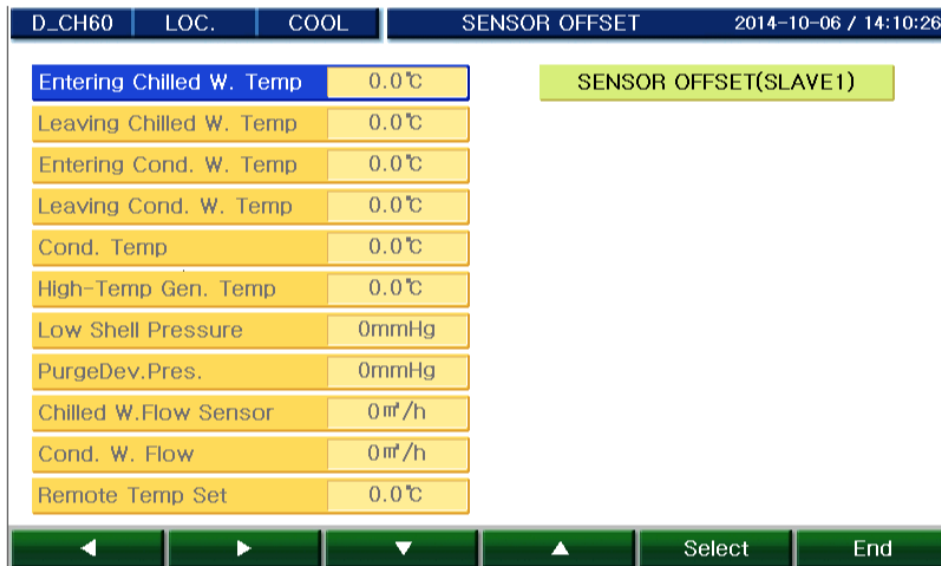 D_CH60 LOC. COOL SENSOR OFFSET 2014-10-06 / 14:10:26
Entering Chilled W. Temp 0.0℃ SENSOR OFFSET(SLAVE1)
Leaving Chilled W. Temp 0.0℃
Entering Cond. W. Temp 0.0℃
Leaving Cond. W. Temp 0.0℃
Cond. Temp 0.0℃
High-Temp Gen. Temp 0.0℃
Low Shell Pressure 0mmHg
PurgeDev.Pres. 0mmHg
Chilled W.Flow Sensor 0㎥/h
Cond. W. Flow 0㎥/h
Remote Temp Set 0.0℃
◀ ▶ ▼ ▲ Select End